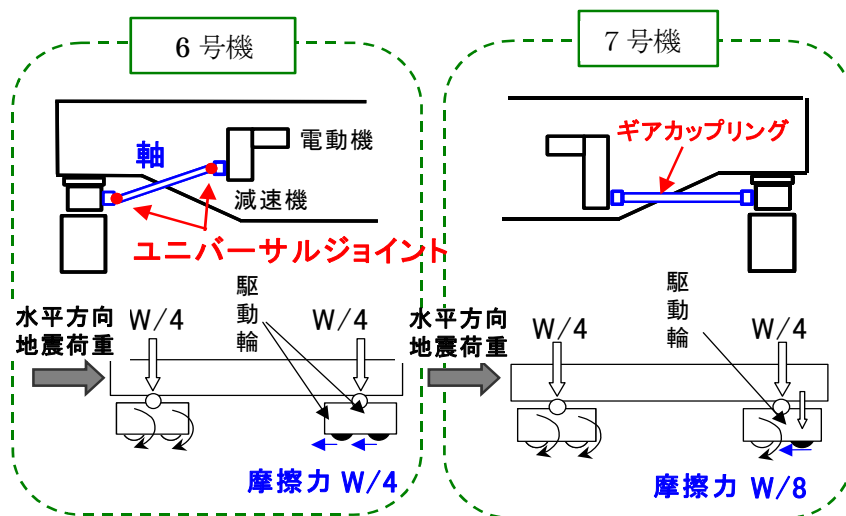 6 号機
電動機
軸
減速機
ユニバーサルジョイント
水平方向
地震荷重
W/4
駆動輪
W/4
摩擦力 W/4
7 号機
ギアカップリング
水平方向
地震荷重
W/4
駆動輪
W/4
摩擦力 W/8